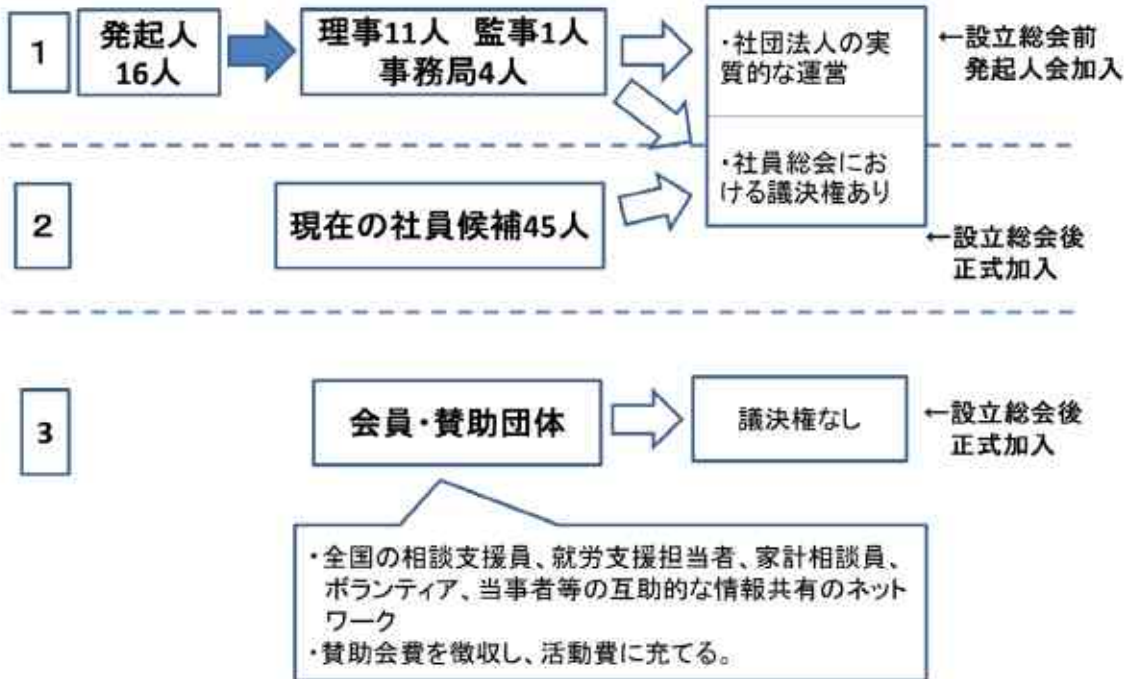 1
発起人
16人
理事11人 監事1人
事務局4人
・社団法人の実
質的な運営
←設立総会前
発起人会加入
・社員総会にお
ける議決権あり
2
現在の社員候補45人
←設立総会後
正式加入
3
会員・賛助団体
議決権なし
←設立総会後
正式加入
・全国の相談支援員、就労支援担当者、家計相談員、
ボランティア、当事者等の互助的な情報共有のネット
ワーク
・賛助会費を徴収し、活動費に充てる。